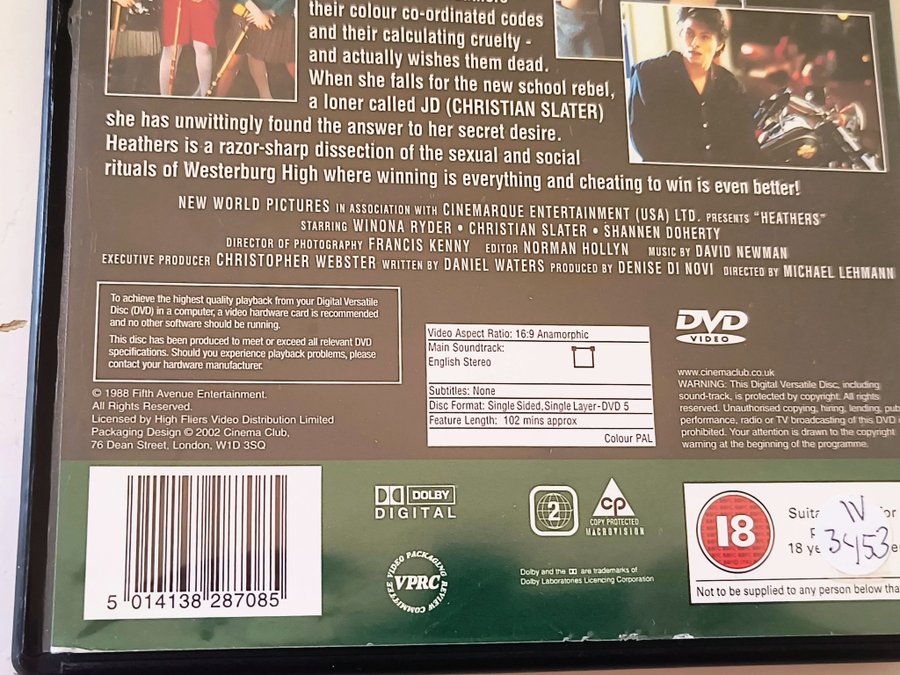 their colour co-ordinated codes
and their calculating cruelty -
and actually wishes them dead.
When she falls for the new school rebel,
a loner called JD (CHRISTIAN SLATER)
she has unwittingly found the answer to her secret desire.
Heathers is a razor-sharp dissection of the sexual and social
rituals of Westerburg High where winning is everything and cheating to win is even better!
NEW WORLD PICTURES IN ASSOCIATION WITH CINEMARQUE ENTERTAINMENT (USA) LTD. PRESENTS "HEATHERS"
STARRING WINONA RYDER • CHRISTIAN SLATER • SHANNEN DOHERTY
DIRECTOR OF PHOTOGRAPHY FRANCIS KENNY EDITOR NORMAN HOLLYN MUSIC BY DAVID NEWMAN
EXECUTIVE PRODUCER CHRISTOPHER WEBSTER WRITTEN BY DANIEL WATERS PRODUCED BY DENISE DI NOVI DIRECTED BY MICHAEL LEHMANN
To achieve the highest quality playback from your Digital Versatile
Disc (DVD) in a computer, a video hardware card is recommended
and no other software should be running.
This disc has been produced to meet or exceed all relevant DVD
specifications. Should you experience playback problems, please
contact your hardware manufacturer.
© 1988 Fifth Avenue Entertainment.
All Rights Reserved.
Licensed by High Fliers Video Distribution Limited
Packaging Design © 2002 Cinema Club,
76 Dean Street, London, W1D 3SQ
Video Aspect Ratio: 16:9 Anamorphic
Main Soundtrack:
English Stereo
Subtitles: None
Disc Format: Single Sided, Single Layer-DVD 5
Feature Length: 102 mins approx
Colour PAL
DVD
VIDEO
www.cinemaclub.co.uk
WARNING: This Digital Versatile Disc, including
sound-track, is protected by copyright. All rights
reserved. Unauthorised copying, hiring, lending, pub
performance, radio or TV broadcasting of this DVD
prohibited. Your attention is drawn to the copyright
warning at the beginning of the programme.
5 014138 287085
DOLBY
DIGITAL
VIDEO PACKAGING REVIEW COMMITTEE
VPRC
2
cp
COPY PROTECTED
MACROVISION
Dolby and the are trademarks of
Dolby Laboratories Licencing Corporation
18
Suita
or
18 ye
IV
34153
Not to be supplied to any person below tha